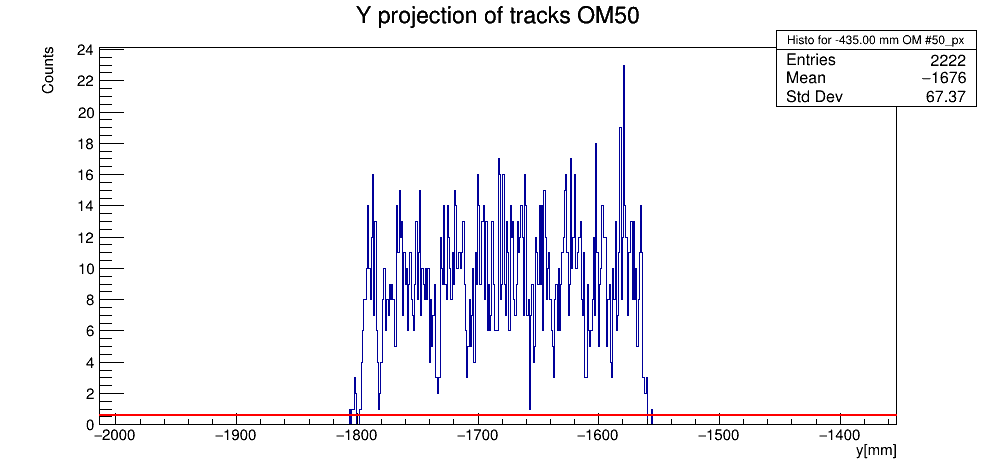 Y projection of tracks OM50
Histo for -435.00 mm OM #50_px
Entries 2222
Mean −1676
Std Dev 67.37
Counts
24
22
20
18
16
14
12
10
8
6
4
2
0
−2000 −1900 −1800 −1700 −1600 −1500 −1400
y[mm]